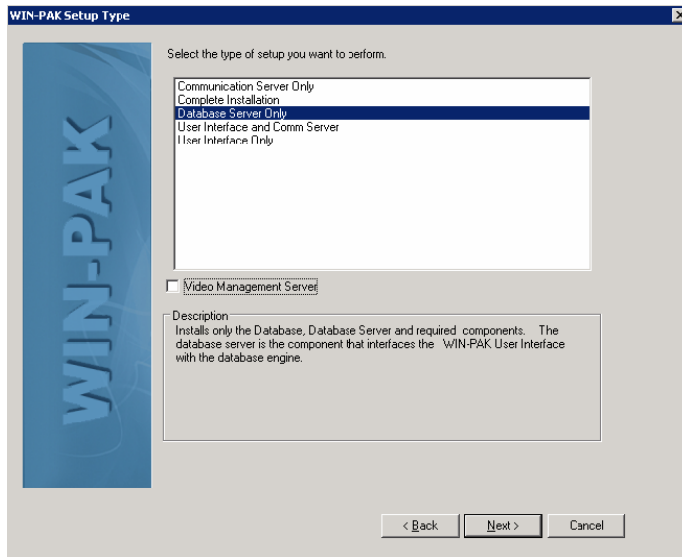 WIN-PAK Setup Type
Select the type of setup you want to perform.
Communication Server Only
Complete Installation
Database Server Only
User Interface and Comm Server
User Interface Only
WIN-PAK
Video Management Server
Description
Installs only the Database, Database Server and required components. The
database server is the component that interfaces the WIN-PAK User Interface
with the database engine.
< Back
Next >
Cancel